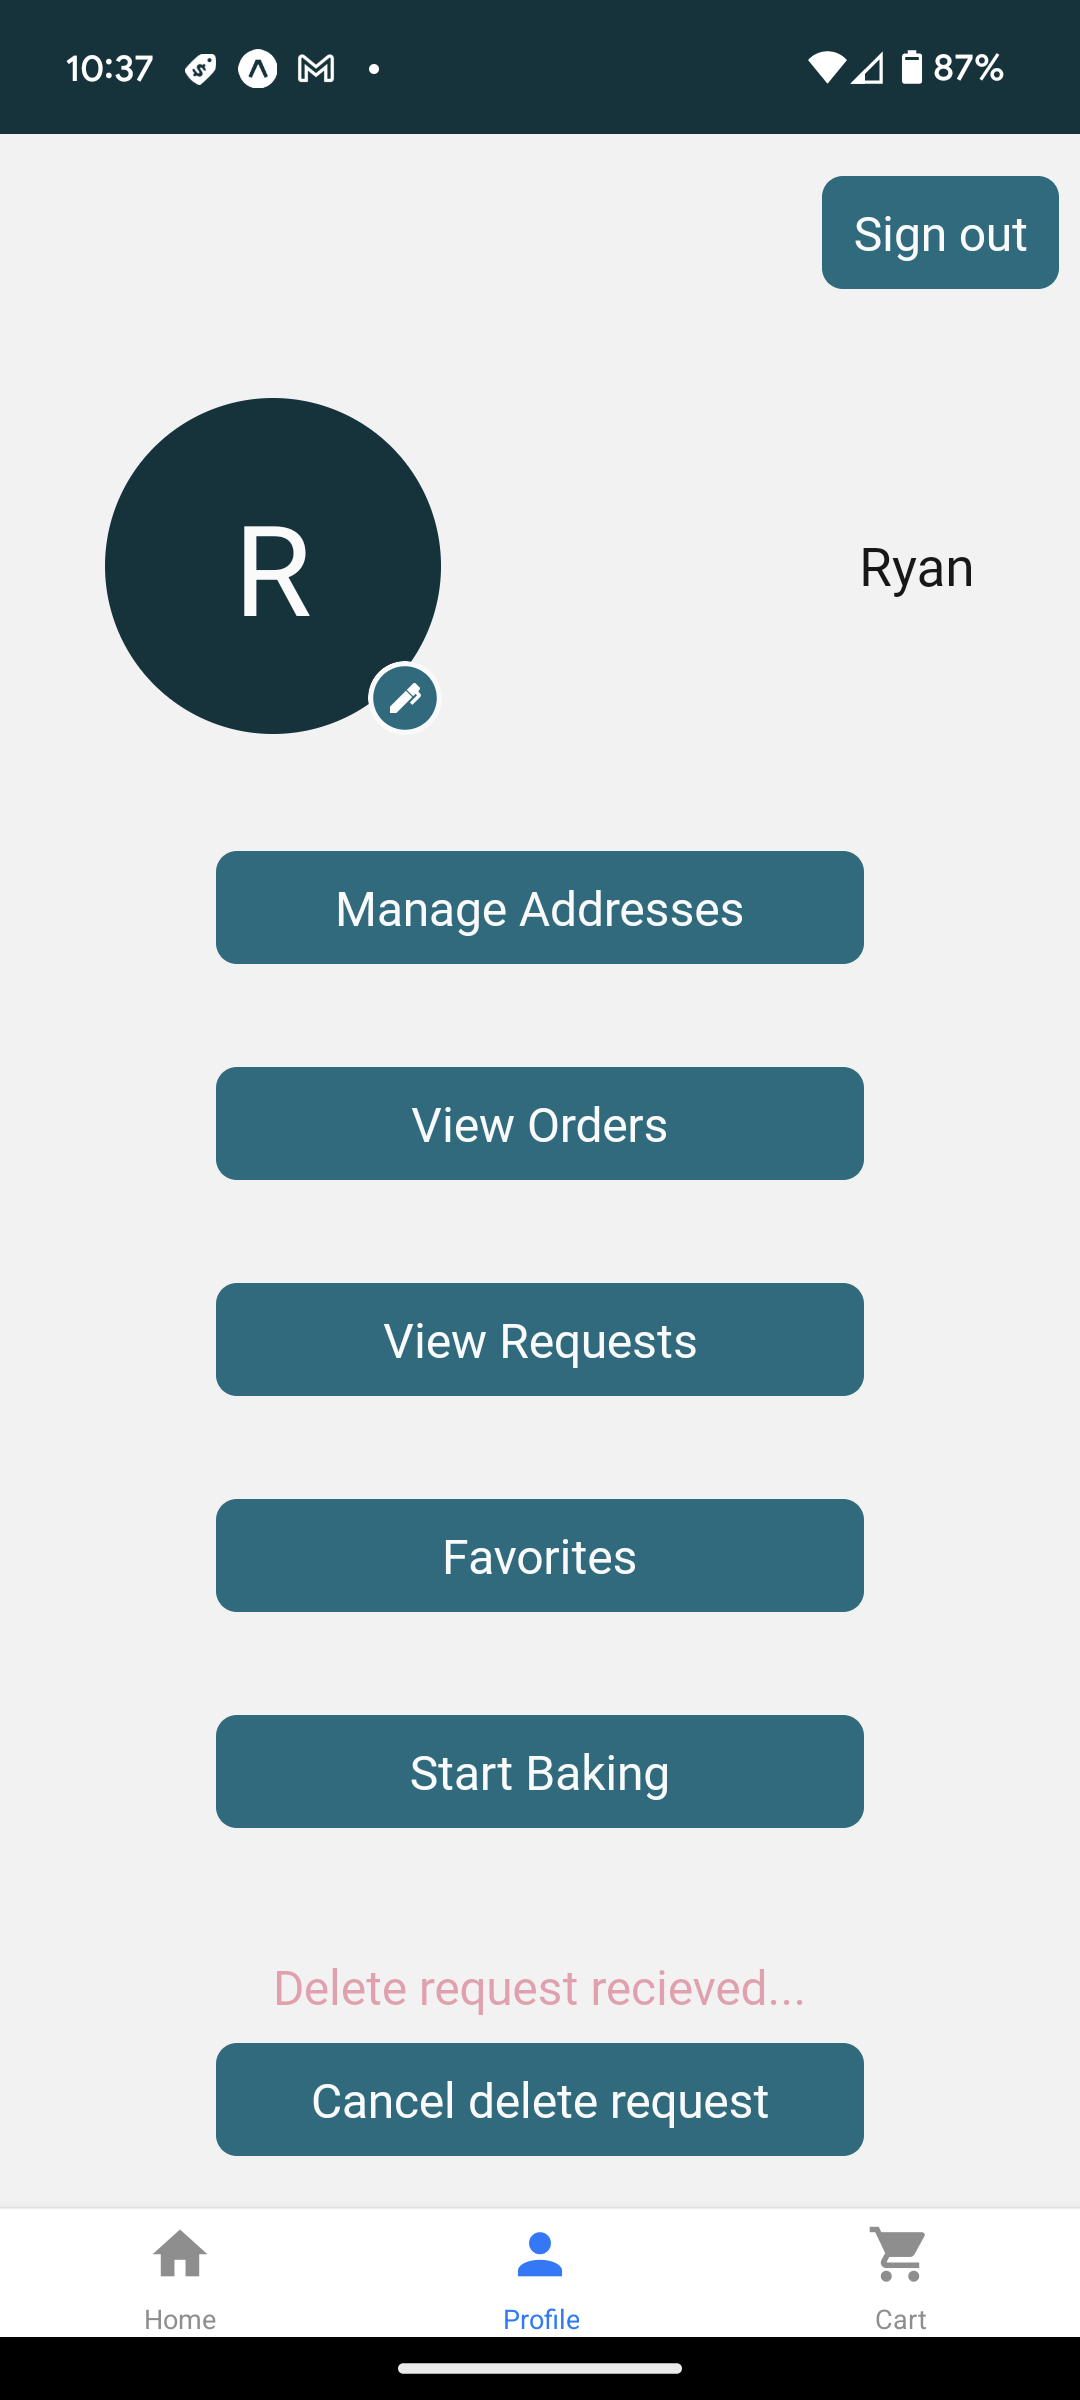 10:37
87%
Sign out
R
Ryan
Manage Addresses
View Orders
View Requests
Favorites
Start Baking
Delete request recieved...
Cancel delete request
Home
Profile
Cart